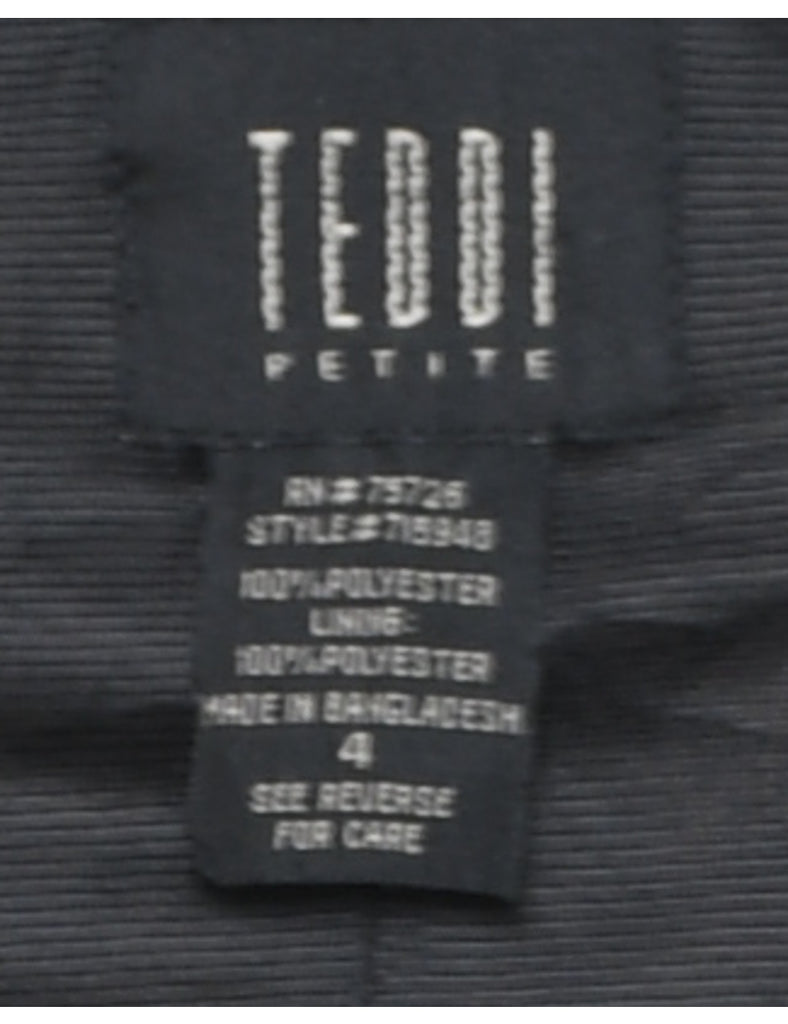 TEDDI
PETITE
RN#75726
STYLE#715948
100%POLYESTER
LINING:
100%POLYESTER
MADE IN BANGLADESH
4
SEE REVERSE
FOR CARE